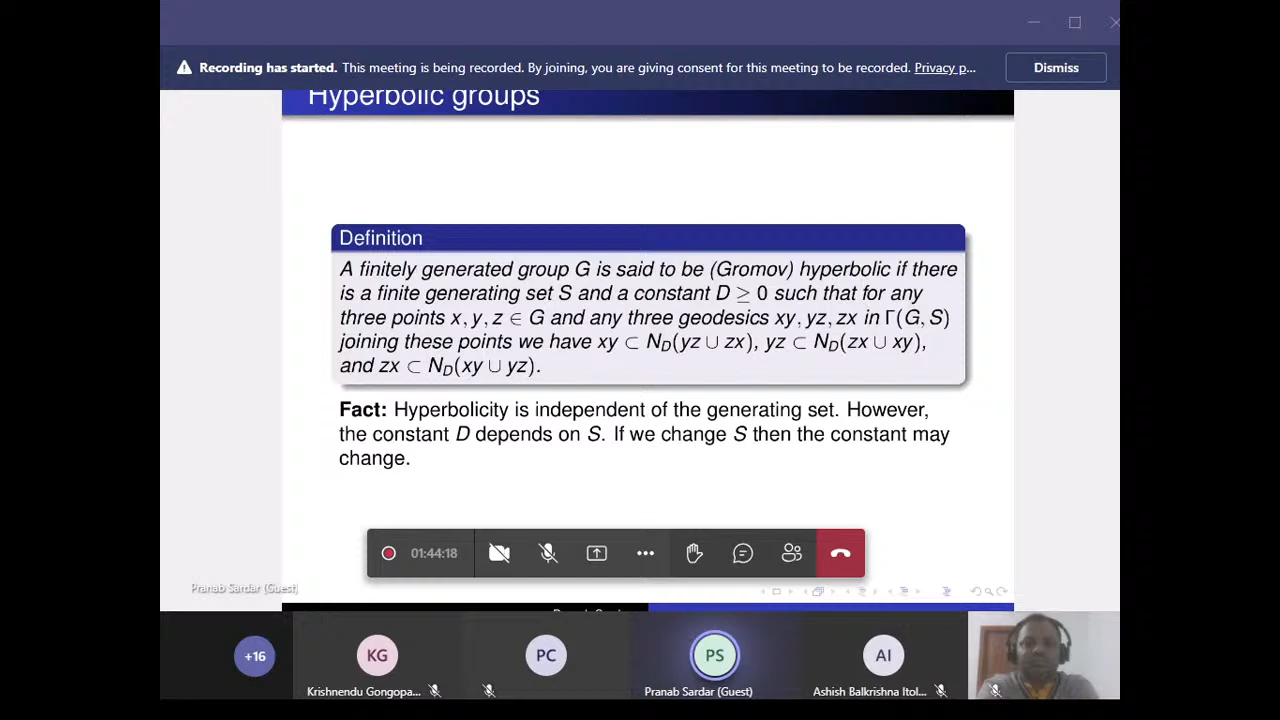 Recording has started. This meeting is being recorded. By joining, you are giving consent for this meeting to be recorded. Privacy p...
Dismiss
Hyperbolic groups
Definition
A finitely generated group G is said to be (Gromov) hyperbolic if there
is a finite generating set S and a constant D ≥ 0 such that for any
three points x, y, z ∈ G and any three geodesics xy, yz, zx in Γ(G, S)
joining these points we have xy ⊂ N_D(yz ∪ zx), yz ⊂ N_D(zx ∪ xy),
and zx ⊂ N_D(xy ∪ yz).
Fact: Hyperbolicity is independent of the generating set. However,
the constant D depends on S. If we change S then the constant may
change.
01:44:18
Pranab Sardar (Guest)
+16
KG
PC
PS
AI
Krishnendu Gongopa...
Pranab Sardar (Guest)
Ashish Balkrishna Itol...